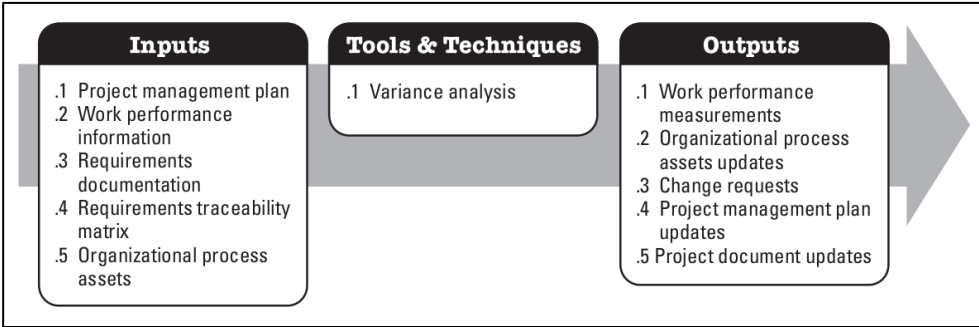 Inputs
.1 Project management plan
.2 Work performance
information
.3 Requirements
documentation
.4 Requirements traceability
matrix
.5 Organizational process
assets
Tools & Techniques
.1 Variance analysis
Outputs
.1 Work performance
measurements
.2 Organizational process
assets updates
.3 Change requests
.4 Project management plan
updates
.5 Project document updates